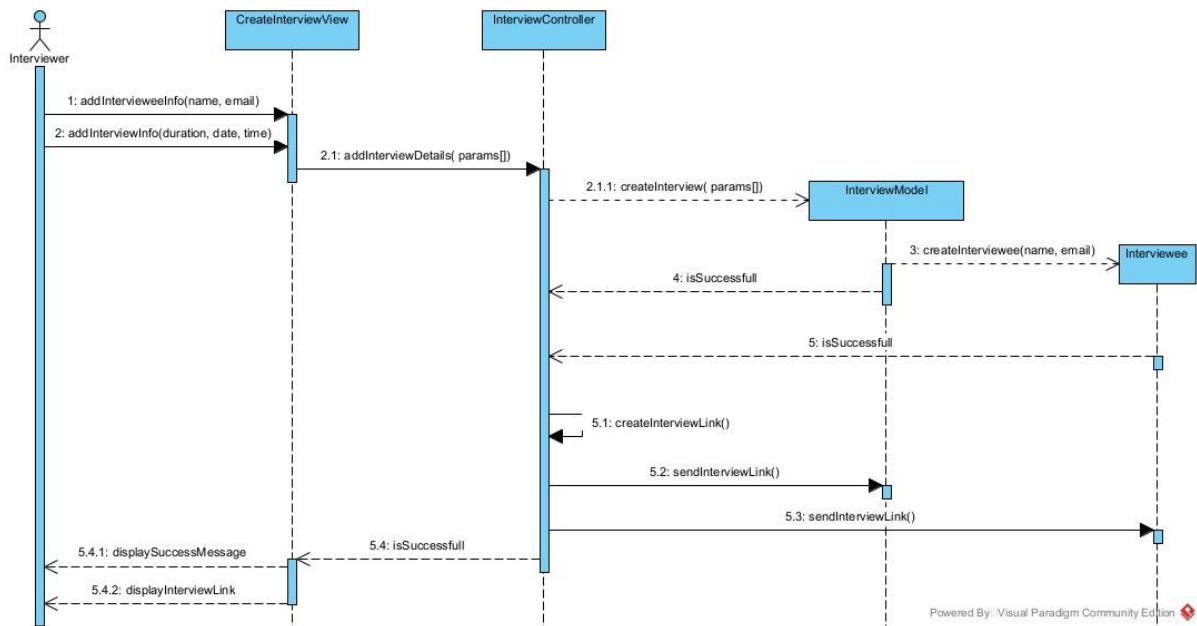 CreateInterviewView
InterviewController
Interviewer
1: addIntervieweeInfo(name, email)
2: addInterviewInfo(duration, date, time)
2.1: addInterviewDetails( params[])
2.1.1: createInterview( params[])
InterviewModel
3: createInterviewee(name, email)
Interviewee
4: isSuccessfull
5: isSuccessfull
5.1: createInterviewLink()
5.2: sendInterviewLink()
5.3: sendInterviewLink()
5.4: isSuccessfull
5.4.1: displaySuccessMessage
5.4.2: displayInterviewLink
Powered By Visual Paradigm Community Edition